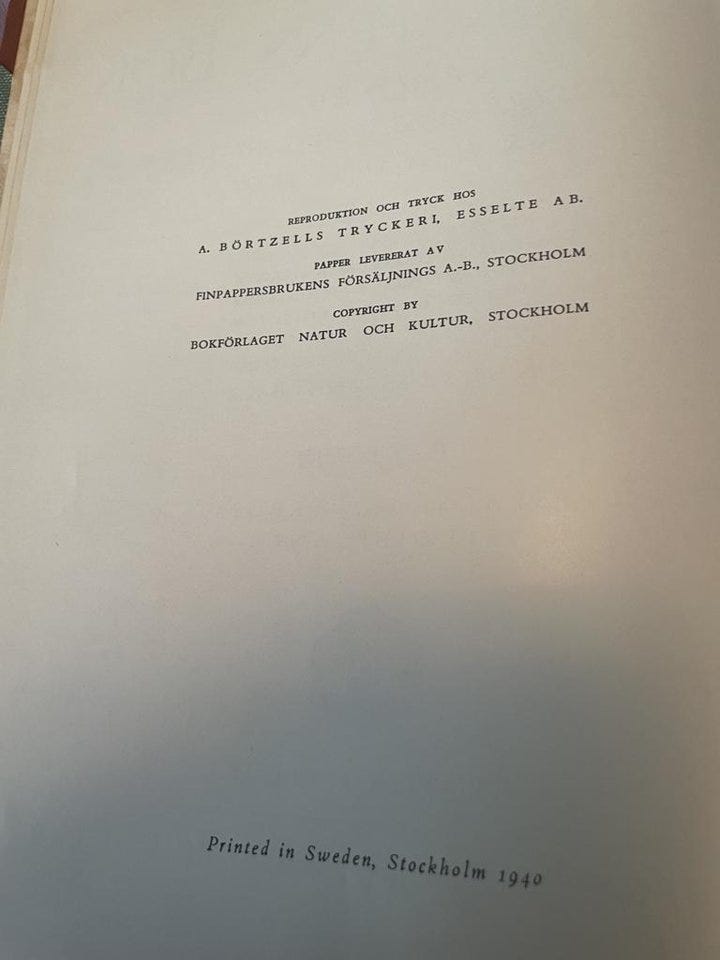 REPRODUKTION OCH TRYCK HOS
A. BÖRTZELLS TRYCKERI, ESSELTE AB.
PAPPER LEVERERAT AV
FINPAPPERSBRUKENS FÖRSÄLJNINGS A.-B., STOCKHOLM
COPYRIGHT BY
BOKFÖRLAGET NATUR OCH KULTUR, STOCKHOLM
Printed in Sweden, Stockholm 1940